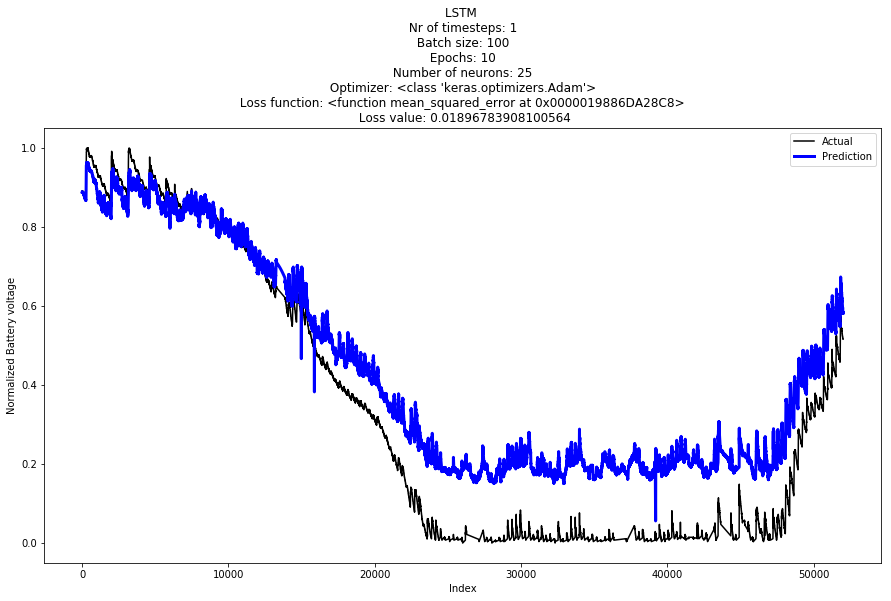 LSTM
Nr of timesteps: 1
Batch size: 100
Epochs: 10
Number of neurons: 25
Optimizer: <class 'keras.optimizers.Adam'>
Loss function: <function mean_squared_error at 0x0000019886DA28C8>
Loss value: 0.01896783908100564
Actual
Prediction
1.0
0.8
0.6
0.4
0.2
0.0
Normalized Battery voltage
0 10000 20000 30000 40000 50000
Index